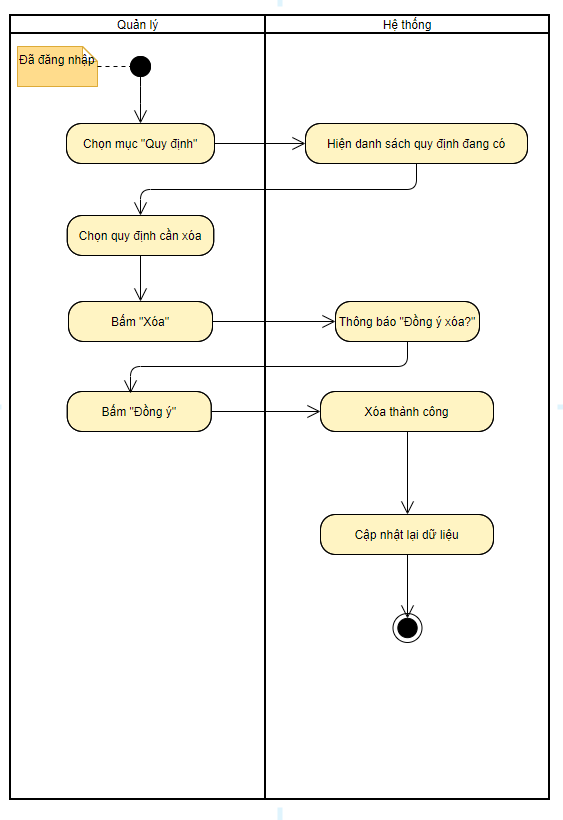 Quản lý
Hệ thống
Đã đăng nhập
Chọn mục "Quy định"
Hiện danh sách quy định đang có
Chọn quy định cần xóa
Bấm "Xóa"
Thông báo "Đồng ý xóa?"
Bấm "Đồng ý"
Xóa thành công
Cập nhật lại dữ liệu